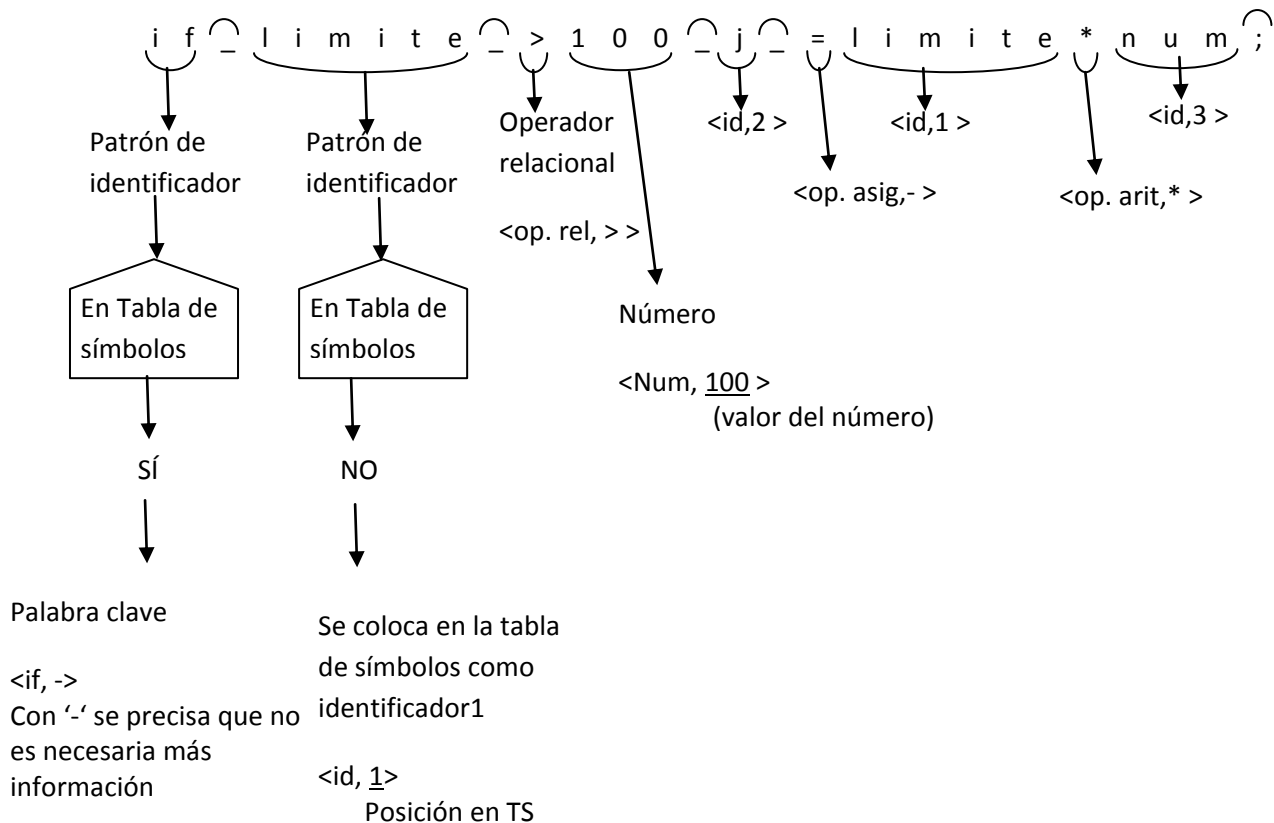 i f _ l i m i t e _ > 1 0 0 _ j _ = l i m i t e * n u m ;
Patrón de
identificador
Patrón de
identificador
Operador
relacional
<op. rel, > >
<id,2 >
<id,1 >
<id,3 >
<op. asig,- >
<op. arit,* >
En Tabla de
símbolos
En Tabla de
símbolos
Número
<Num, 100 >
(valor del número)
SÍ
NO
Palabra clave
<if, ->
Con ‘-‘ se precisa que no
es necesaria más
información
Se coloca en la tabla
de símbolos como
identificador1
<id, 1>
Posición en TS